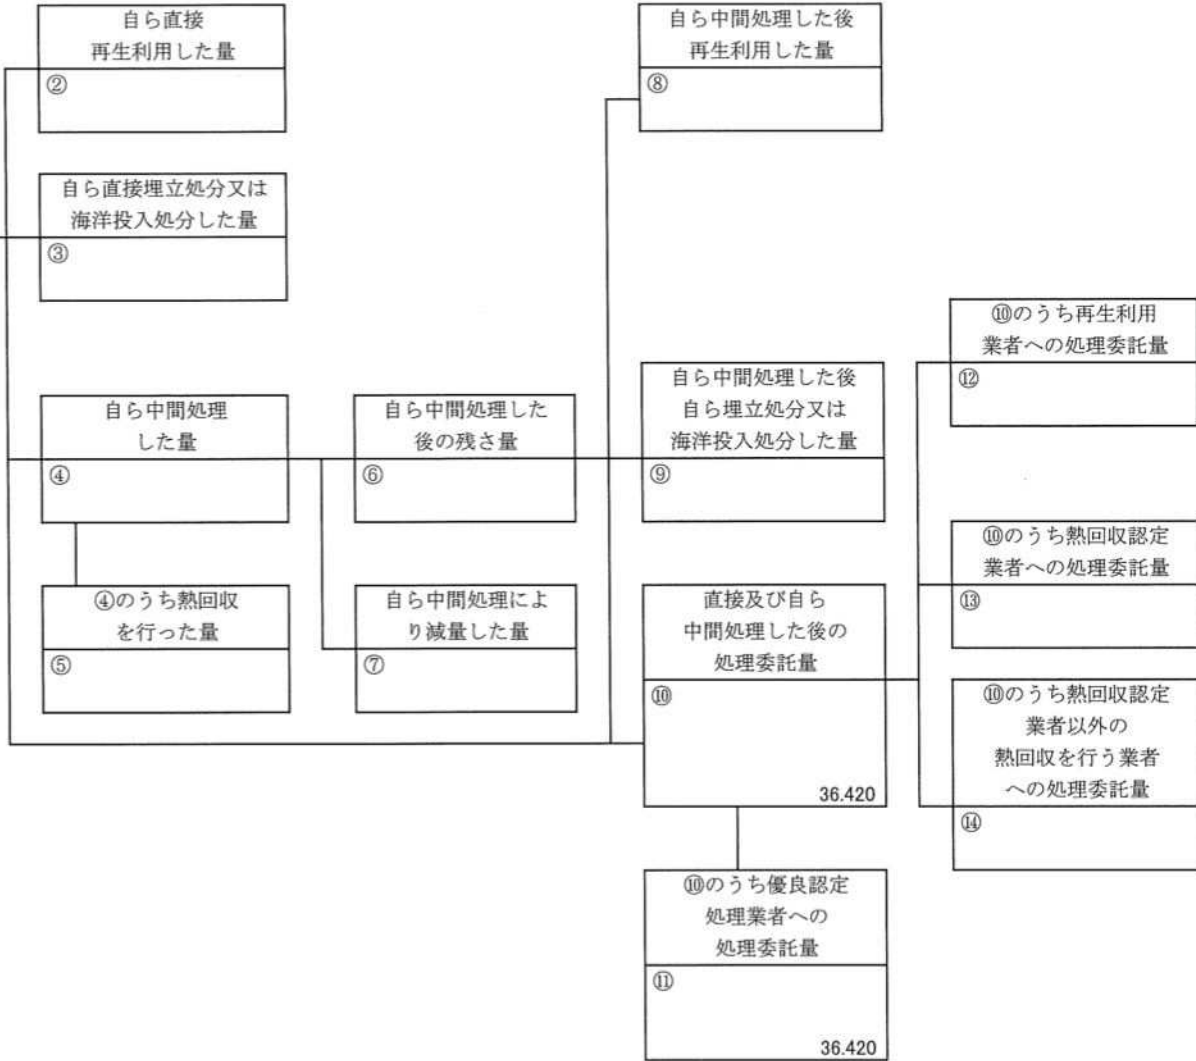 自ら直接
再生利用した量
②
自ら中間処理した後
再生利用した量
⑧
自ら直接埋立処分又は
海洋投入処分した量
③
⑩のうち再生利用
業者への処理委託量
⑫
自ら中間処理
した量
④
自ら中間処理した
後の残さ量
⑥
自ら中間処理した後
自ら埋立処分又は
海洋投入処分した量
⑨
⑩のうち熱回収認定
業者への処理委託量
⑬
④のうち熱回収
を行った量
⑤
自ら中間処理によ
り減量した量
⑦
直接及び自ら
中間処理した後の
処理委託量
⑩
36.420
⑩のうち熱回収認定
業者以外の
熱回収を行う業者
への処理委託量
⑭
⑩のうち優良認定
処理業者への
処理委託量
⑪
36.420